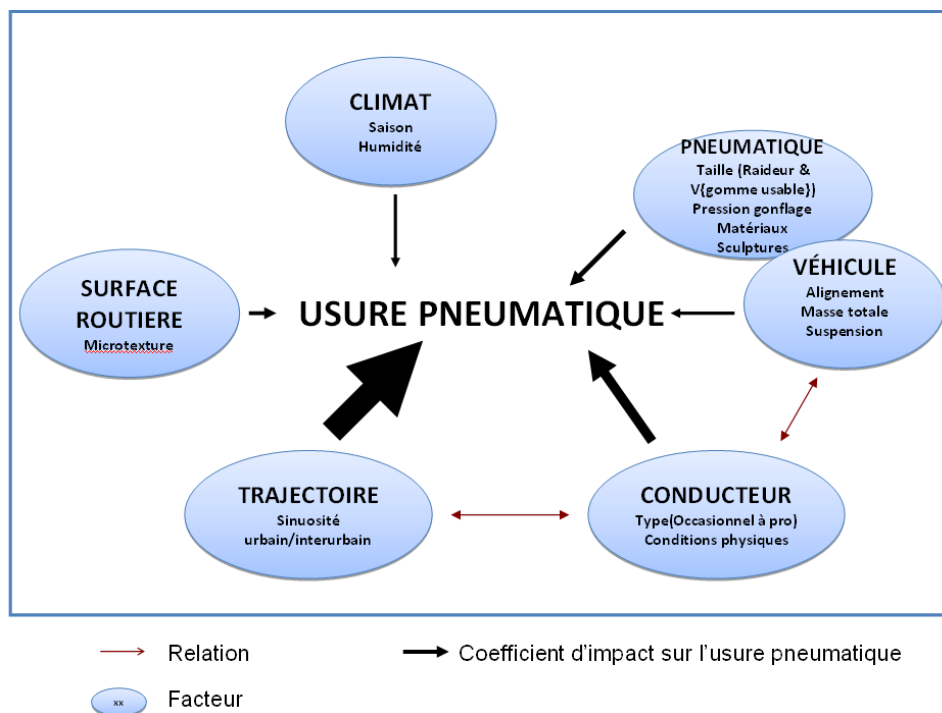 CLIMAT
Saison
Humidité
PNEUMATIQUE
Taille (Raideur &
V{gomme usable})
Pression gonflage
Matériaux
Sculptures
VÉHICULE
Alignement
Masse totale
Suspension
SURFACE
ROUTIERE
Microtexture
USURE PNEUMATIQUE
TRAJECTOIRE
Sinuosité
urbain/interurbain
CONDUCTEUR
Type(Occasionnel à pro)
Conditions physiques
Relation
Coefficient d'impact sur l'usure pneumatique
xx
Facteur